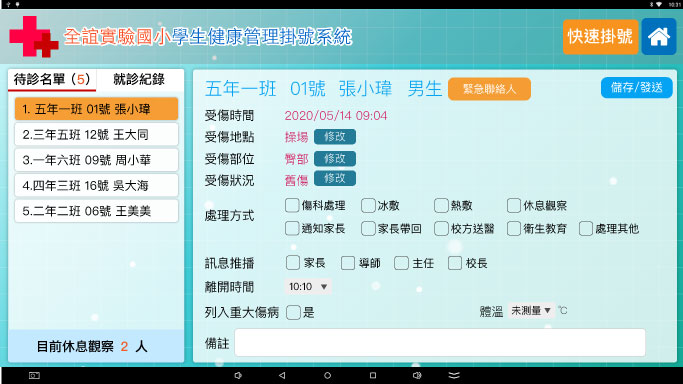 10:31
全誼實驗國小學生健康管理掛號系統
快速掛號
待診名單（5）
就診紀錄
1. 五年一班 01號 張小瑋
2.三年五班 12號 王大同
3.一年六班 09號 周小華
4.四年三班 16號 吳大海
5.二年二班 06號 王美美
目前休息觀察 2 人
五年一班 01號 張小瑋 男生 緊急聯絡人 儲存/發送
受傷時間 2020/05/14 09:04
受傷地點 操場 修改
受傷部位 臀部 修改
受傷狀況 舊傷 修改
處理方式 傷科處理 冰敷 熱敷 休息觀察
通知家長 家長帶回 校方送醫 衛生教育 處理其他
訊息推播 家長 導師 主任 校長
離開時間 10:10 ▼
列入重大傷病 是 體溫 未測量 ▼ ℃
備註